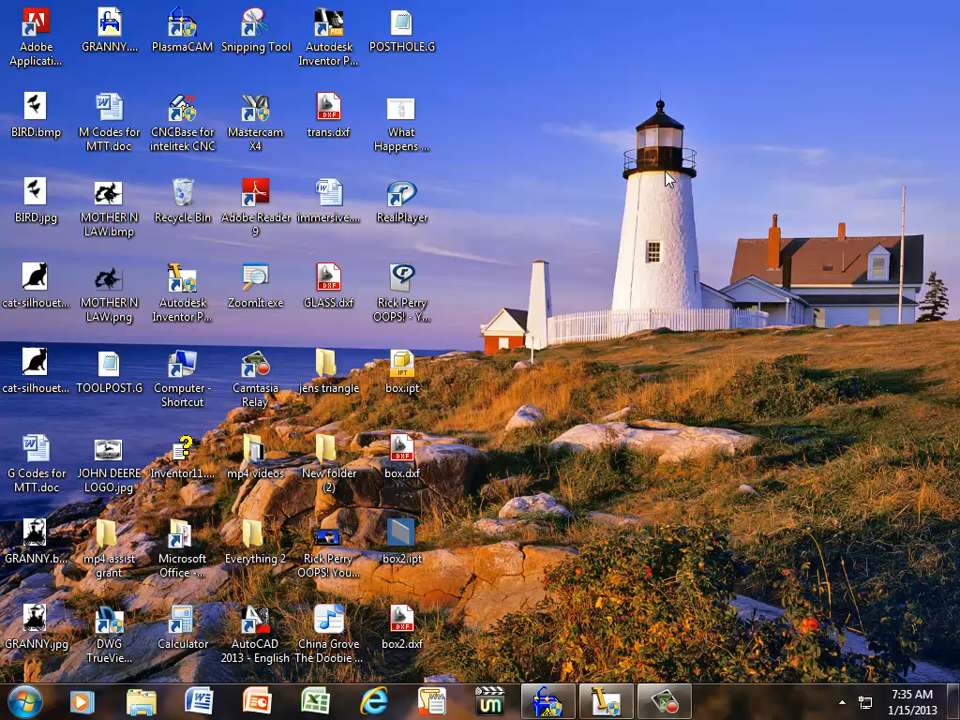 Adobe
Applicati...
GRANNY....
PlasmaCAM
Snipping Tool
Autodesk
Inventor P...
POSTHOLE.G
BIRD.bmp
M Codes for
MTT.doc
CNCBase for
intelitek CNC
Mastercam
X4
trans.dxf
What
Happens ...
BIRD.jpg
MOTHER N
LAW.bmp
Recycle Bin
Adobe Reader
9
immersive....
RealPlayer
cat-silhouet...
MOTHER N
LAW.png
Autodesk
Inventor P...
ZoomIt.exe
GLASS.dxf
Rick Perry
OOPS! - Y...
cat-silhouet...
TOOLPOST.G
Computer -
Shortcut
Camtasia
Relay
jens triangle
box.ipt
G Codes for
MTT.doc
JOHN DEERE
LOGO.jpg
Inventor11....
mp4 videos
New folder
(2)
box.dxf
GRANNY.b...
mp4 assist
grant
Microsoft
Office -...
Everything 2
Rick Perry
OOPS! You...
box2.ipt
GRANNY.jpg
DWG
TrueVie...
Calculator
AutoCAD
2013 - English
China Grove
The Doobie ...
box2.dxf
7:35 AM
1/15/2013